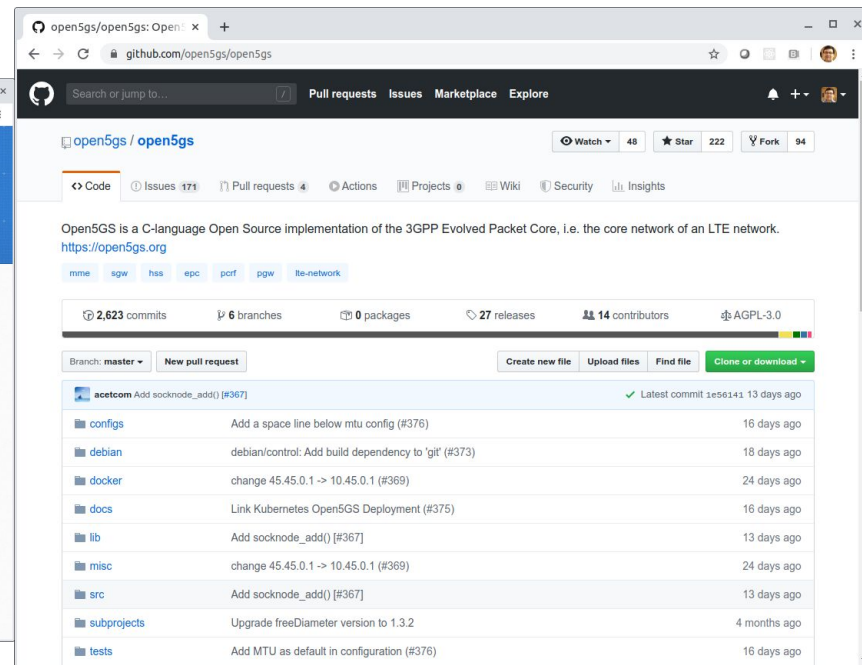 open5gs/open5gs: Open5
github.com/open5gs/open5gs
Search or jump to...
/
Pull requests Issues Marketplace Explore
open5gs / open5gs
Watch 48 Star 222 Fork 94
Code Issues 171 Pull requests 4 Actions Projects 0 Wiki Security Insights
Open5GS is a C-language Open Source implementation of the 3GPP Evolved Packet Core, i.e. the core network of an LTE network.
https://open5gs.org
mme sgw hss epc pcrf pgw lte-network
2,623 commits 6 branches 0 packages 27 releases 14 contributors AGPL-3.0
Branch: master New pull request Create new file Upload files Find file Clone or download
acetcom Add socknode_add() [#367] Latest commit 1e56141 13 days ago
configs Add a space line below mtu config (#376) 16 days ago
debian debian/control: Add build dependency to 'git' (#373) 18 days ago
docker change 45.45.0.1 -> 10.45.0.1 (#369) 24 days ago
docs Link Kubernetes Open5GS Deployment (#375) 16 days ago
lib Add socknode_add() [#367] 13 days ago
misc change 45.45.0.1 -> 10.45.0.1 (#369) 24 days ago
src Add socknode_add() [#367] 13 days ago
subprojects Upgrade freeDiameter version to 1.3.2 4 months ago
tests Add MTU as default in configuration (#376) 16 days ago